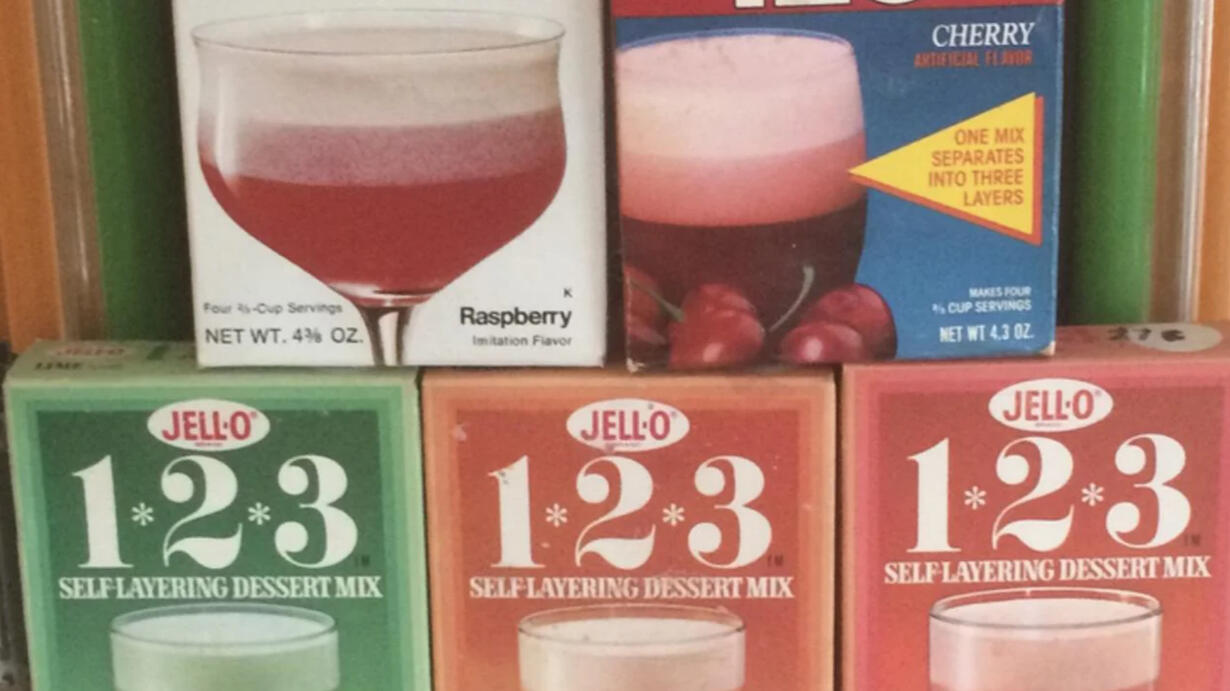 CHERRY
ARTIFICIAL FLAVOR
ONE MIX
SEPARATES
INTO THREE
LAYERS
Four ⅔-Cup Servings
NET WT. 4⅜ OZ.
K
Raspberry
Imitation Flavor
MAKES FOUR
⅔ CUP SERVINGS
NET WT 4.3 OZ.
JELL-O
LIME
JELL-O®
1*2*3
SELF-LAYERING DESSERT MIX
JELL-O®
1*2*3
SELF-LAYERING DESSERT MIX
JELL-O®
1*2*3
SELF-LAYERING DESSERT MIX